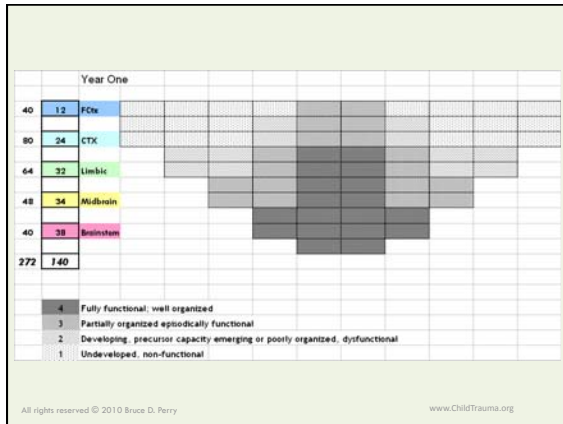 Year One
40 12 FCtx
80 24 CTX
64 32 Limbic
48 34 Midbrain
40 38 Brainstem
272 140
4 Fully functional; well organized
3 Partially organized episodically functional
2 Developing, precursor capacity emerging or poorly organized, dysfunctional
1 Undeveloped, non-functional
All rights reserved © 2010 Bruce D. Perry www.ChildTrauma.org